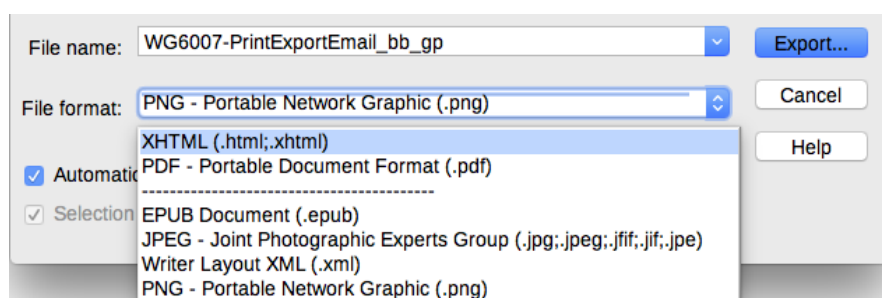 File name: WG6007-PrintExportEmail_bb_gp Export...
File format: PNG - Portable Network Graphic (.png) Cancel
XHTML (.html;.xhtml) Help
Automatic PDF - Portable Document Format (.pdf)
-----------------------------------------
Selection EPUB Document (.epub)
JPEG - Joint Photographic Experts Group (.jpg;.jpeg;.jfif;.jif;.jpe)
Writer Layout XML (.xml)
PNG - Portable Network Graphic (.png)